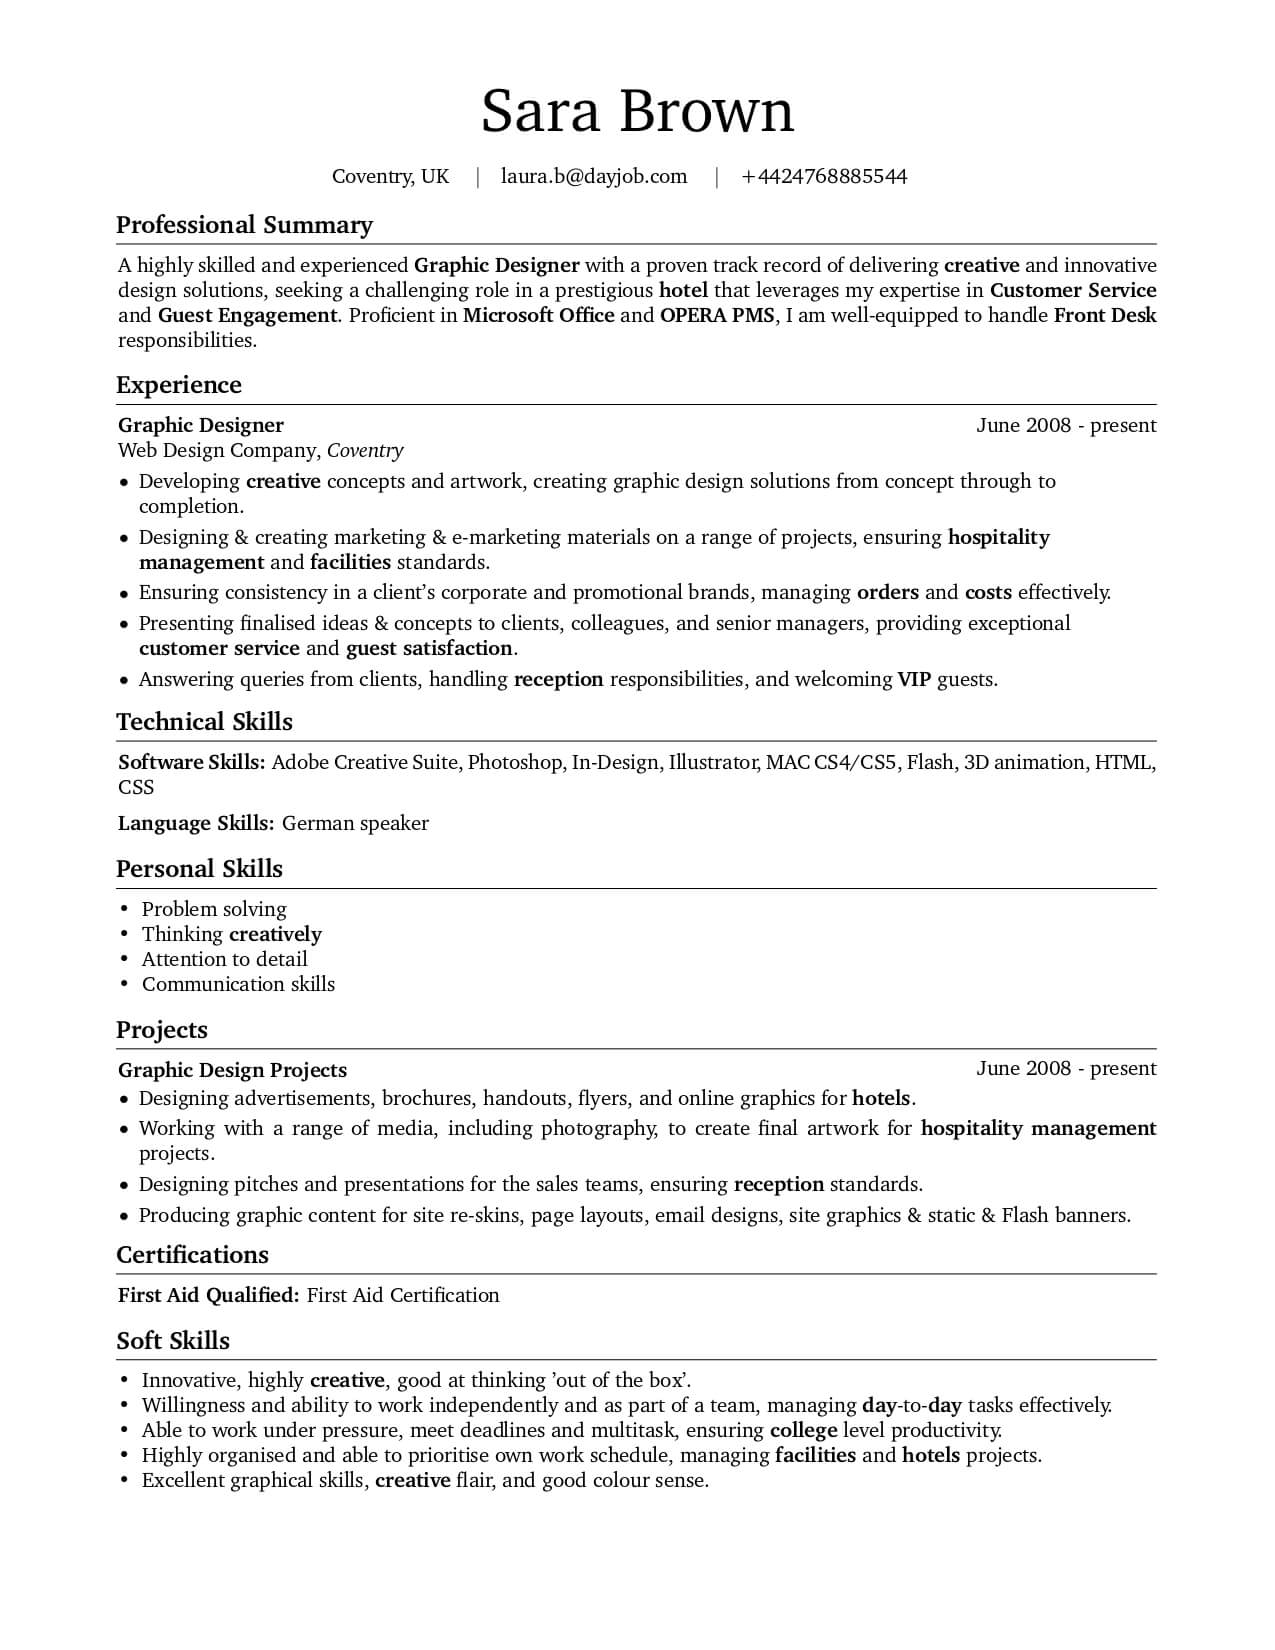 Sara Brown
Coventry, UK | laura.b@dayjob.com | +4424768885544
Professional Summary
A highly skilled and experienced Graphic Designer with a proven track record of delivering creative and innovative
design solutions, seeking a challenging role in a prestigious hotel that leverages my expertise in Customer Service
and Guest Engagement. Proficient in Microsoft Office and OPERA PMS, I am well-equipped to handle Front Desk
responsibilities.
Experience
Graphic Designer June 2008 - present
Web Design Company, Coventry
• Developing creative concepts and artwork, creating graphic design solutions from concept through to
completion.
• Designing & creating marketing & e-marketing materials on a range of projects, ensuring hospitality
management and facilities standards.
• Ensuring consistency in a client’s corporate and promotional brands, managing orders and costs effectively.
• Presenting finalised ideas & concepts to clients, colleagues, and senior managers, providing exceptional
customer service and guest satisfaction.
• Answering queries from clients, handling reception responsibilities, and welcoming VIP guests.
Technical Skills
Software Skills: Adobe Creative Suite, Photoshop, In-Design, Illustrator, MAC CS4/CS5, Flash, 3D animation, HTML,
CSS
Language Skills: German speaker
Personal Skills
• Problem solving
• Thinking creatively
• Attention to detail
• Communication skills
Projects
Graphic Design Projects June 2008 - present
• Designing advertisements, brochures, handouts, flyers, and online graphics for hotels.
• Working with a range of media, including photography, to create final artwork for hospitality management
projects.
• Designing pitches and presentations for the sales teams, ensuring reception standards.
• Producing graphic content for site re-skins, page layouts, email designs, site graphics & static & Flash banners.
Certifications
First Aid Qualified: First Aid Certification
Soft Skills
• Innovative, highly creative, good at thinking ’out of the box’.
• Willingness and ability to work independently and as part of a team, managing day-to-day tasks effectively.
• Able to work under pressure, meet deadlines and multitask, ensuring college level productivity.
• Highly organised and able to prioritise own work schedule, managing facilities and hotels projects.
• Excellent graphical skills, creative flair, and good colour sense.